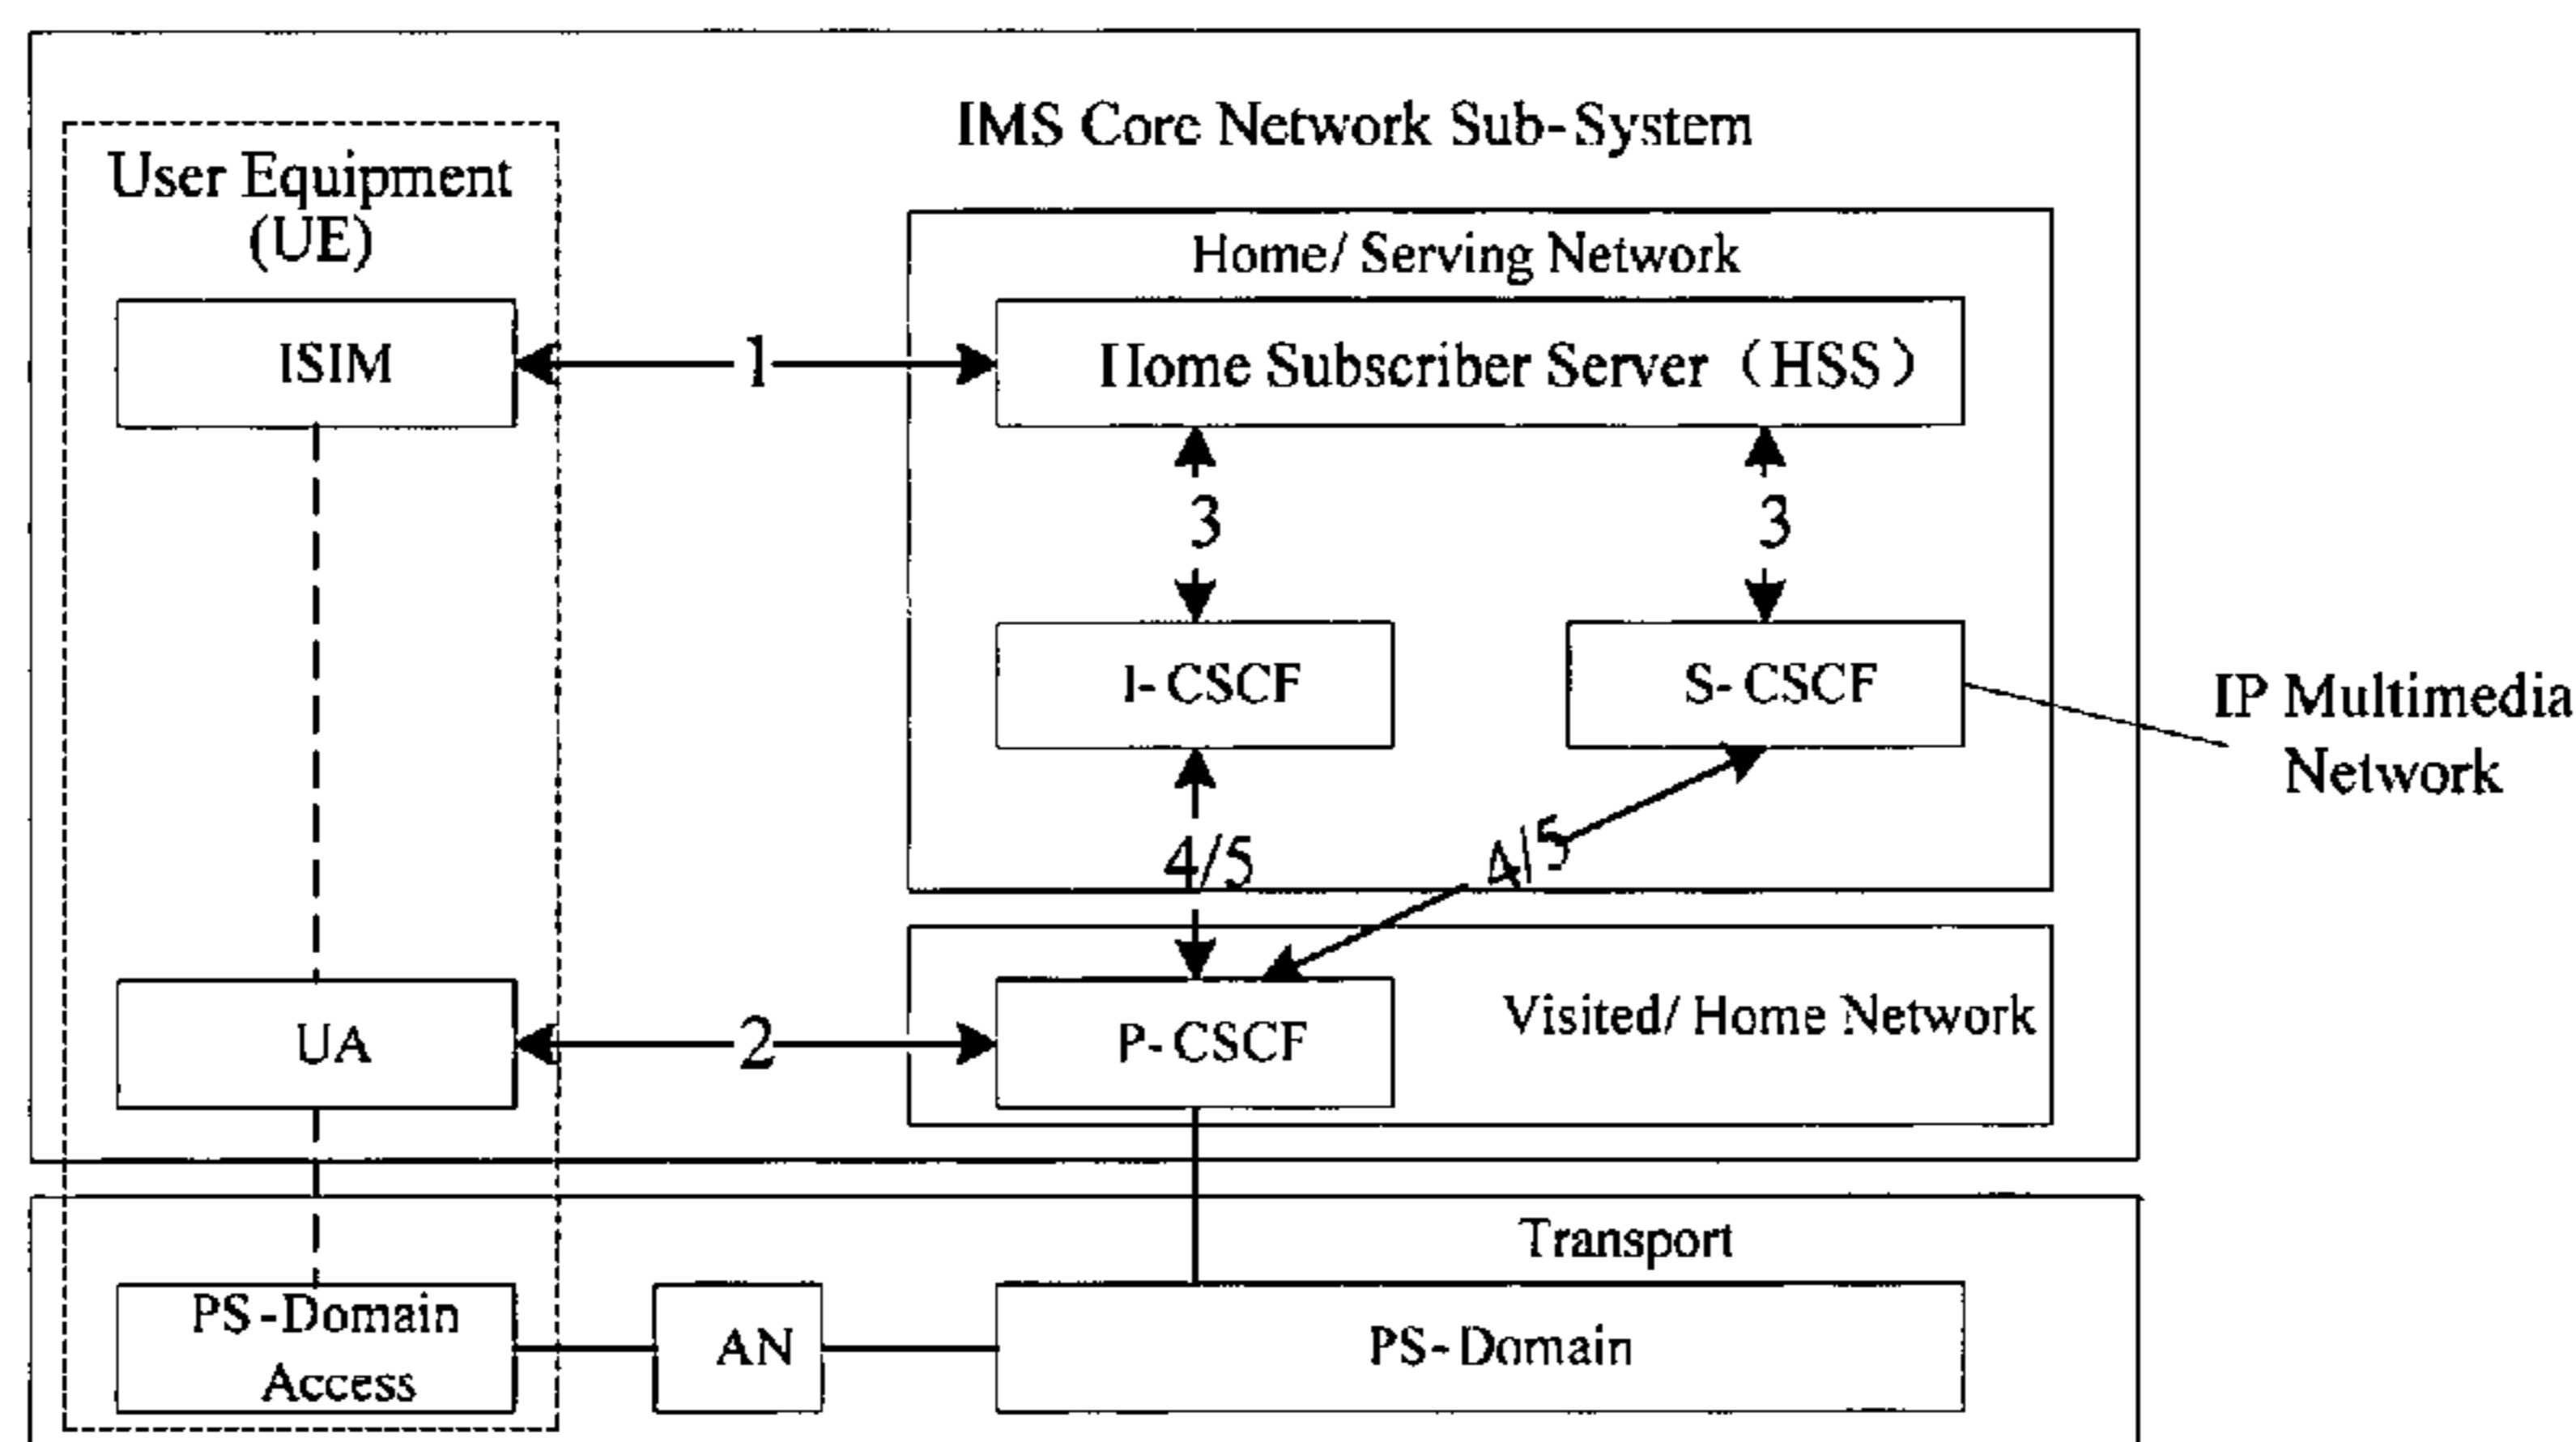 IMS Core Network Sub-System
User Equipment
(UE)
Home/ Serving Network
ISIM
1
Home Subscriber Server（HSS）
3
3
I-CSCF
S-CSCF
IP Multimedia
Network
4/5
4/5
UA
2
P-CSCF
Visited/ Home Network
Transport
PS-Domain
Access
AN
PS-Domain